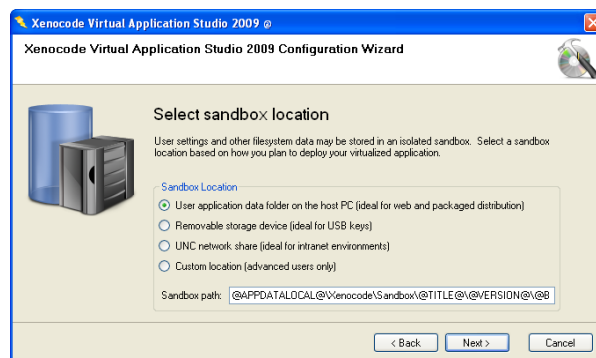 Xenocode Virtual Application Studio 2009 @
Xenocode Virtual Application Studio 2009 Configuration Wizard
Select sandbox location
User settings and other filesystem data may be stored in an isolated sandbox. Select a sandbox
location based on how you plan to deploy your virtualized application.
Sandbox Location
User application data folder on the host PC (ideal for web and packaged distribution)
Removable storage device (ideal for USB keys)
UNC network share (ideal for intranet environments)
Custom location (advanced users only)
Sandbox path: @APPDATALOCAL@\Xenocode\Sandbox\@TITLE@\@VERSION@\@B
< Back Next > Cancel